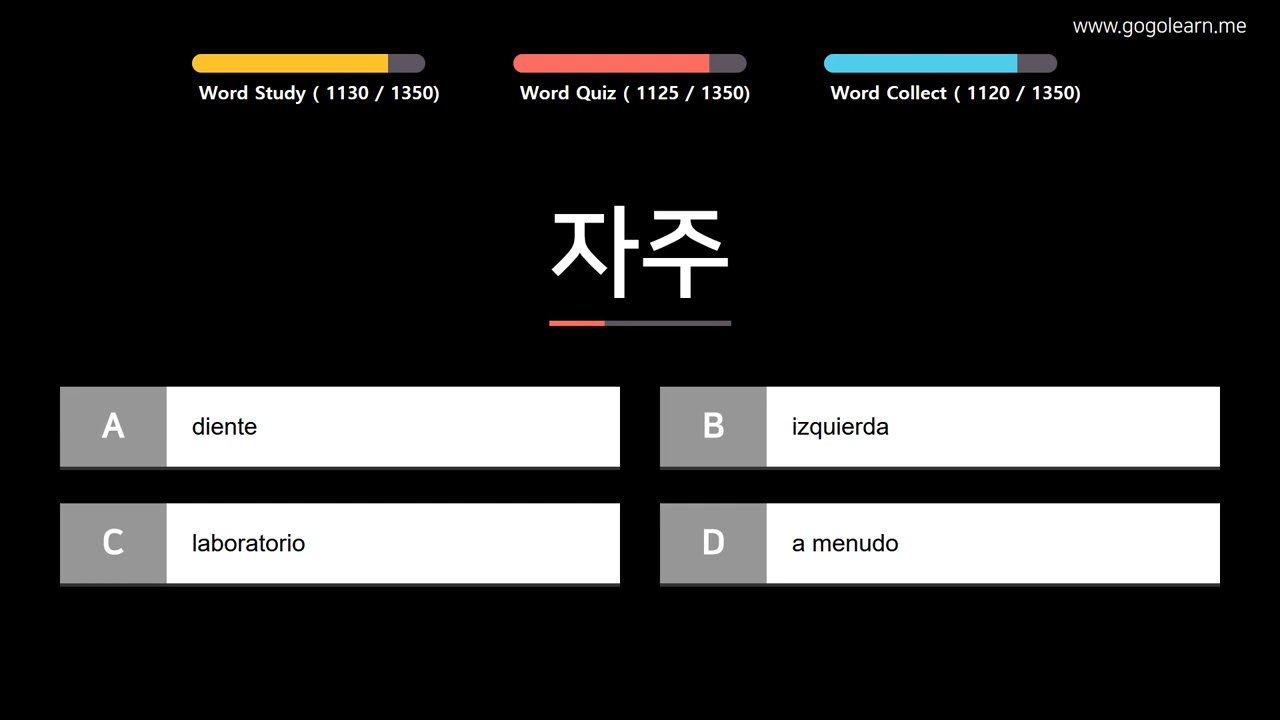 www.gogolearn.me
Word Study ( 1130 / 1350)
Word Quiz ( 1125 / 1350)
Word Collect ( 1120 / 1350)
자주
A diente
B izquierda
C laboratorio
D a menudo